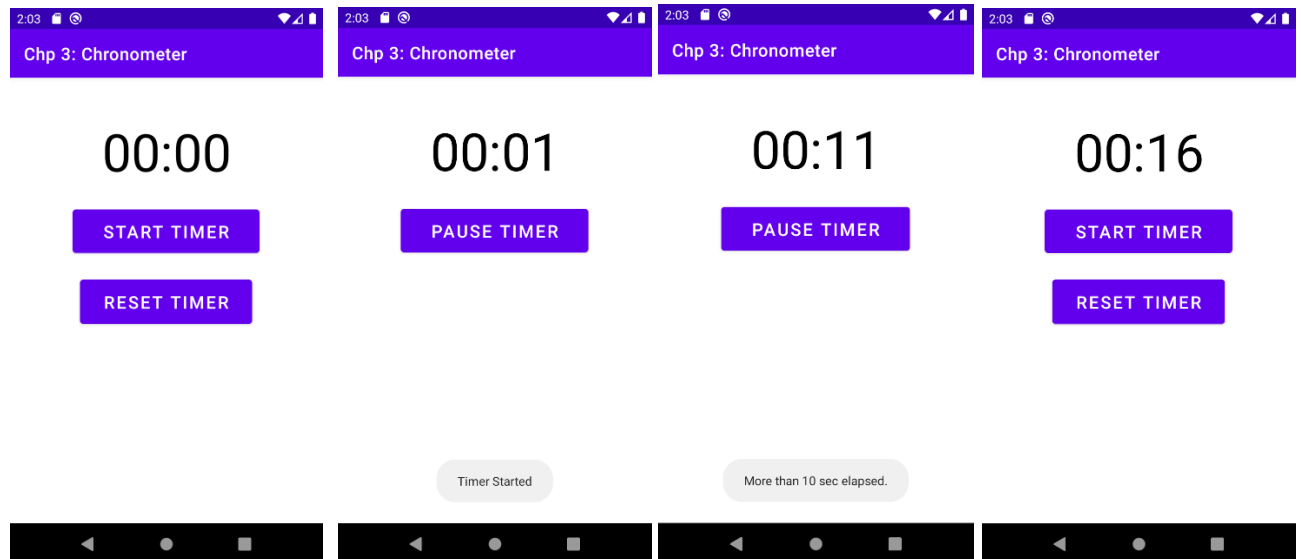 2:03
Chp 3: Chronometer
00:00
START TIMER
RESET TIMER
2:03
Chp 3: Chronometer
00:01
PAUSE TIMER
Timer Started
2:03
Chp 3: Chronometer
00:11
PAUSE TIMER
More than 10 sec elapsed.
2:03
Chp 3: Chronometer
00:16
START TIMER
RESET TIMER